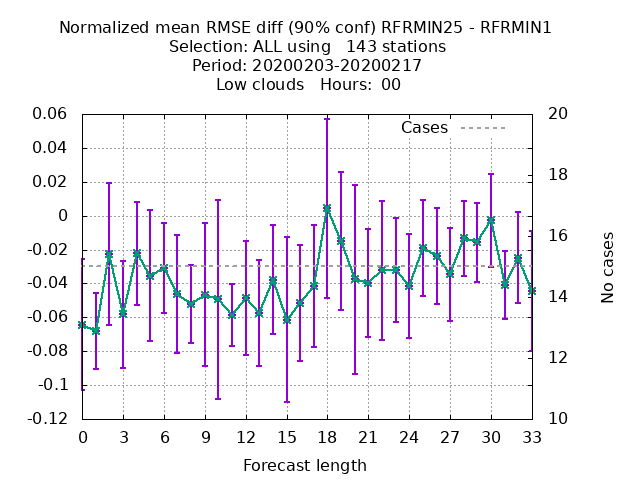 Normalized mean RMSE diff (90% conf) RFRMIN25 - RFRMIN1
Selection: ALL using   143 stations
Period: 20200203-20200217
Low clouds   Hours:  00
0.06
0.04
0.02
0
-0.02
-0.04
-0.06
-0.08
-0.1
-0.12
Cases
20
18
16
14
12
10
No cases
0 3 6 9 12 15 18 21 24 27 30 33
Forecast length